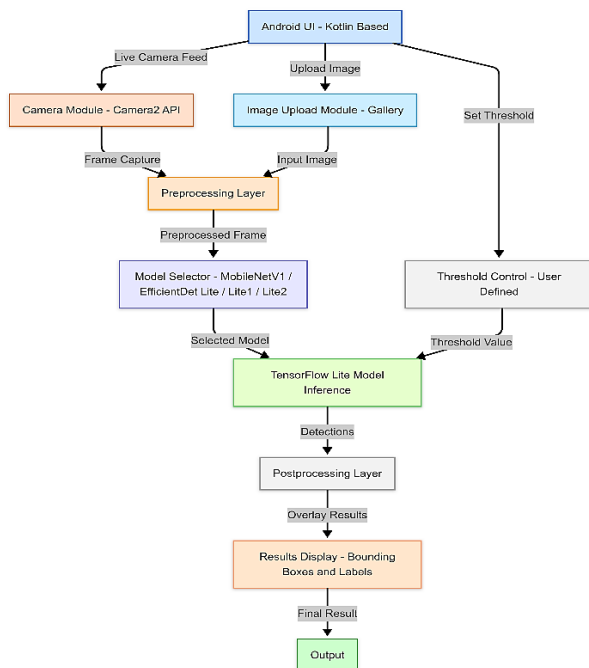 Android UI - Kotlin Based
Live Camera Feed
Upload Image
Camera Module - Camera2 API
Image Upload Module - Gallery
Set Threshold
Frame Capture
Input Image
Preprocessing Layer
Preprocessed Frame
Model Selector - MobileNetV1 /
EfficientDet Lite / Lite1 / Lite2
Threshold Control - User
Defined
Selected Model
Threshold Value
TensorFlow Lite Model
Inference
Detections
Postprocessing Layer
Overlay Results
Results Display - Bounding
Boxes and Labels
Final Result
Output